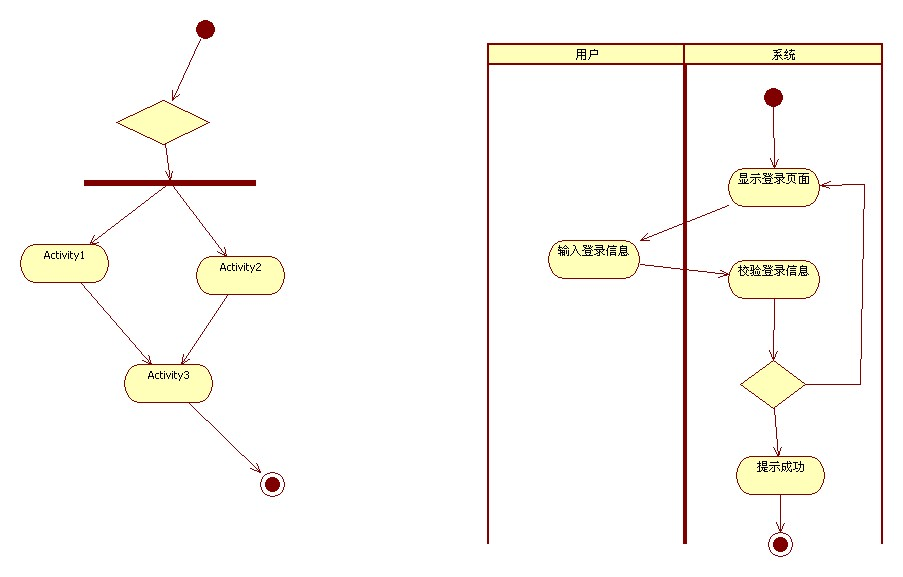 Activity1
Activity2
Activity3
用户
系统
显示登录页面
输入登录信息
校验登录信息
提示成功